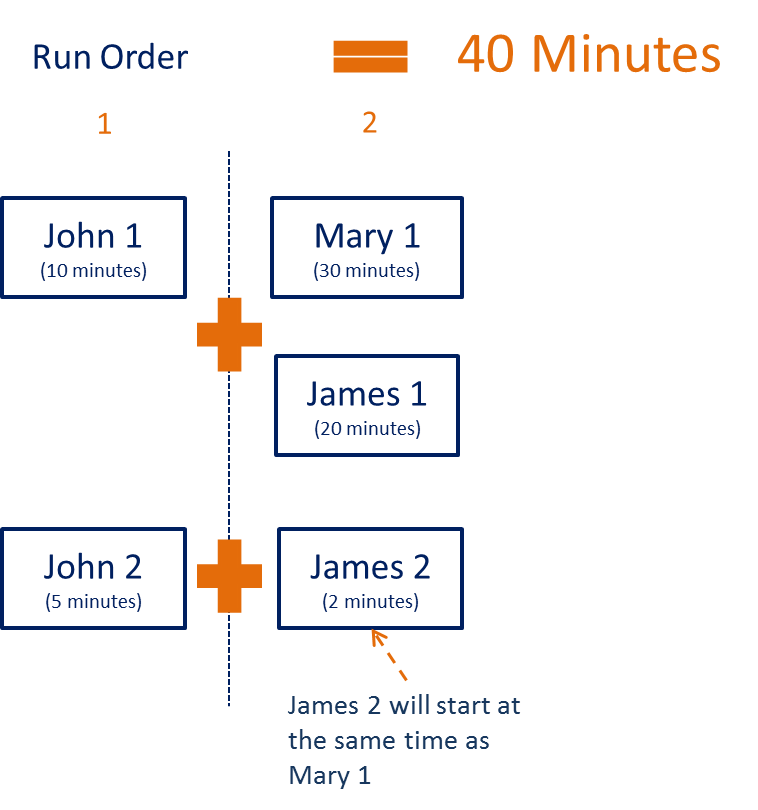 Run Order
40 Minutes
1
2
John 1
(10 minutes)
Mary 1
(30 minutes)
James 1
(20 minutes)
John 2
(5 minutes)
James 2
(2 minutes)
James 2 will start at
the same time as
Mary 1